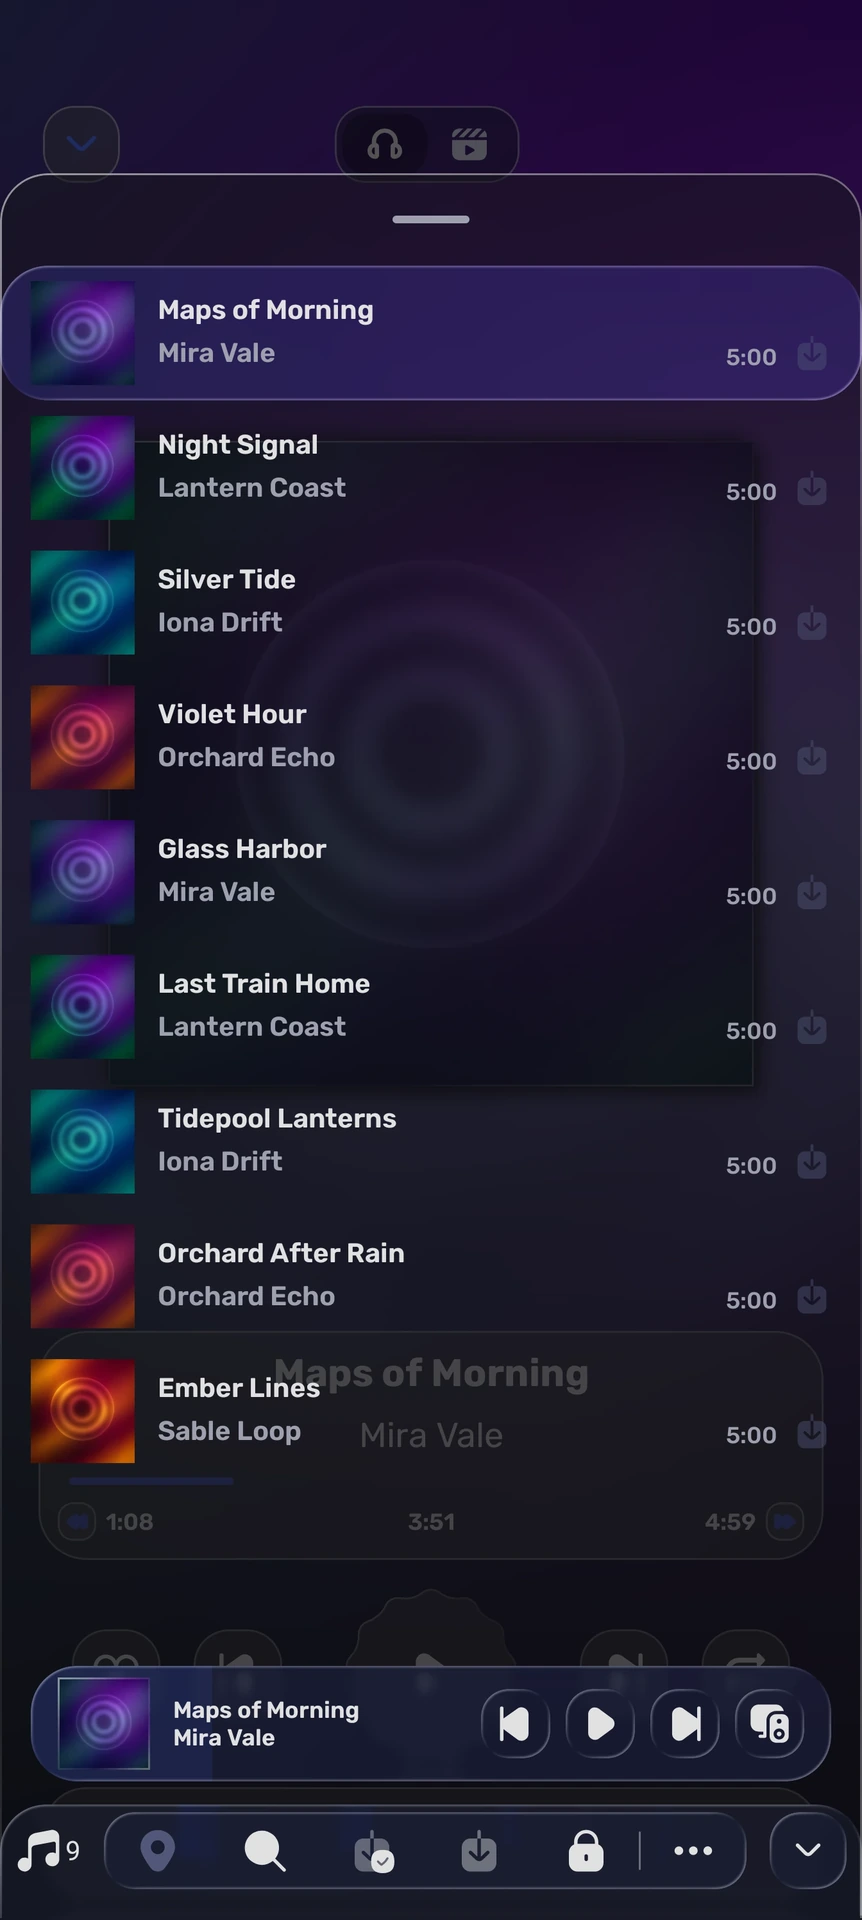 Maps of Morning
Mira Vale
5:00
Night Signal
Lantern Coast
5:00
Silver Tide
Iona Drift
5:00
Violet Hour
Orchard Echo
5:00
Glass Harbor
Mira Vale
5:00
Last Train Home
Lantern Coast
5:00
Tidepool Lanterns
Iona Drift
5:00
Orchard After Rain
Orchard Echo
5:00
Maps of Morning
Ember Lines
Sable Loop
Mira Vale
5:00
1:08 3:51 4:59
Maps of Morning
Mira Vale
9